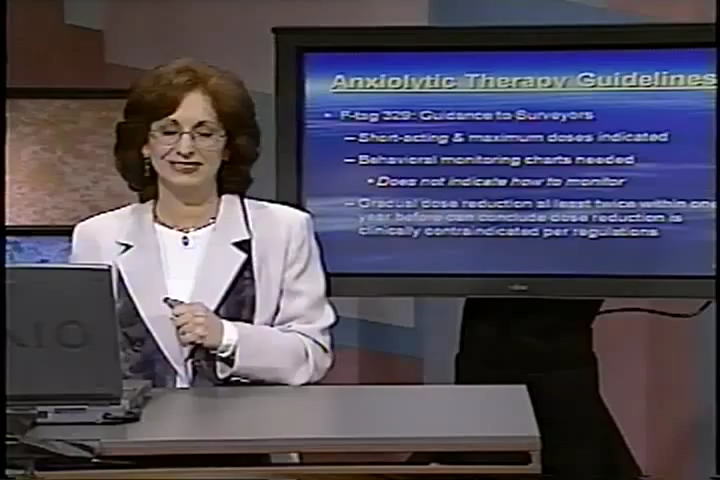 Anxiolytic Therapy Guidelines
• F-tag 329: Guidance to Surveyors
–Short-acting & maximum doses indicated
–Behavioral monitoring charts needed
•Does not indicate how to monitor
–Gradual dose reduction at least twice within one
year before can conclude dose reduction is
clinically contraindicated per regulations
VAIO